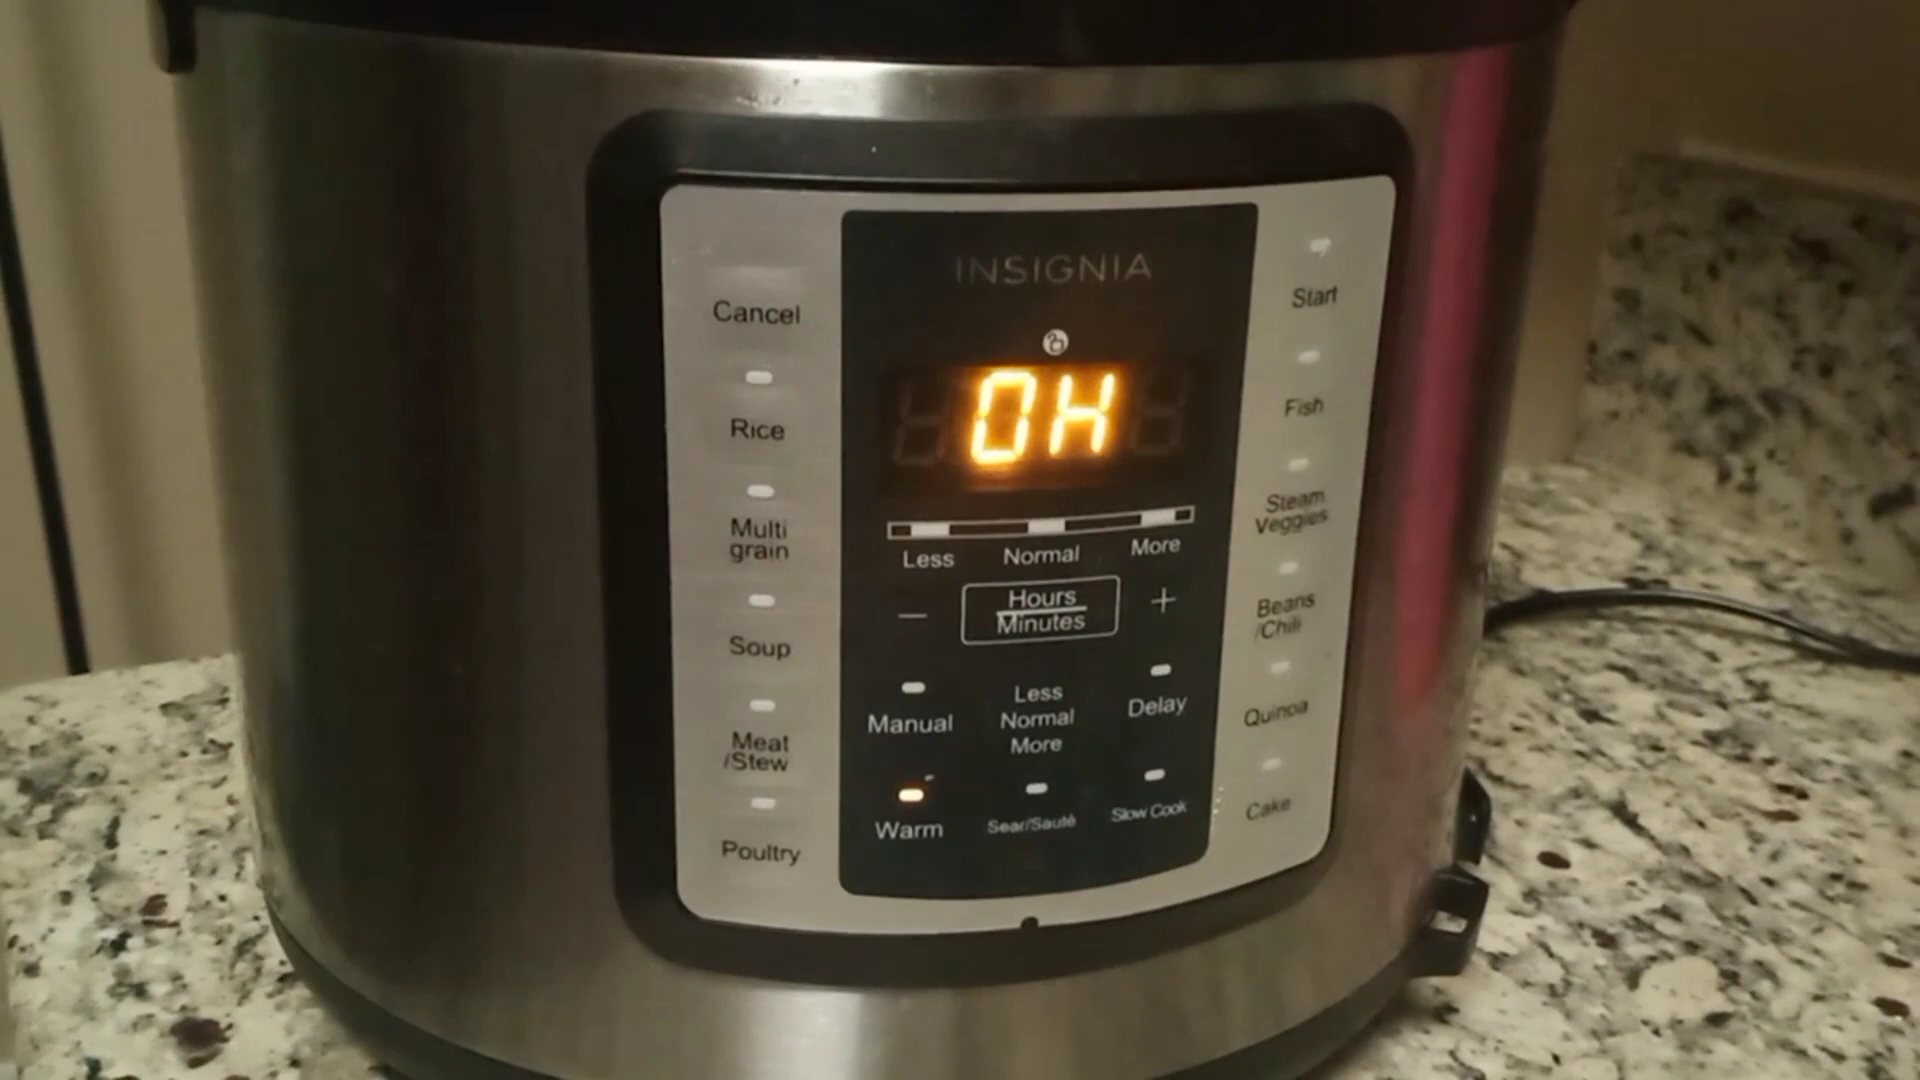 INSIGNIA
0H
Less Normal More
− Hours +
Minutes
Manual
Less
Normal
More
Delay
Warm
Sear/Sauté
Slow Cook
Cancel
Rice
Multi
grain
Soup
Meat
/Stew
Poultry
Start
Fish
Steam
Veggies
Beans
/Chili
Quinoa
Cake